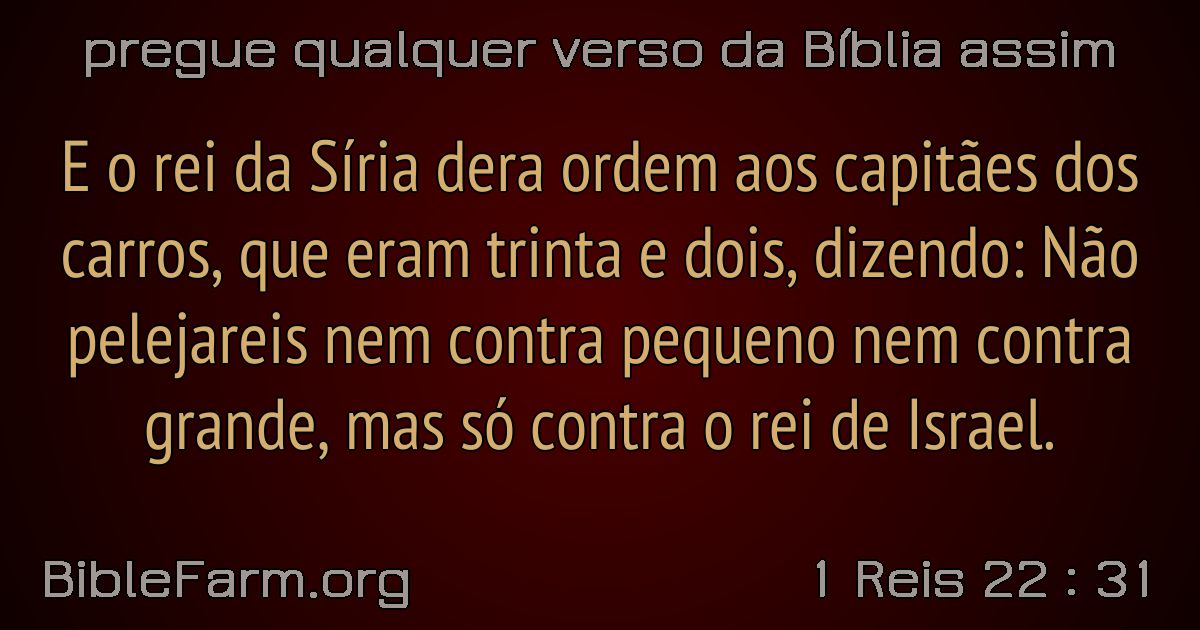 pregue qualquer verso da Bíblia assim
E o rei da Síria dera ordem aos capitães dos
carros, que eram trinta e dois, dizendo: Não
pelejareis nem contra pequeno nem contra
grande, mas só contra o rei de Israel.
BibleFarm.org
1 Reis 22 : 31